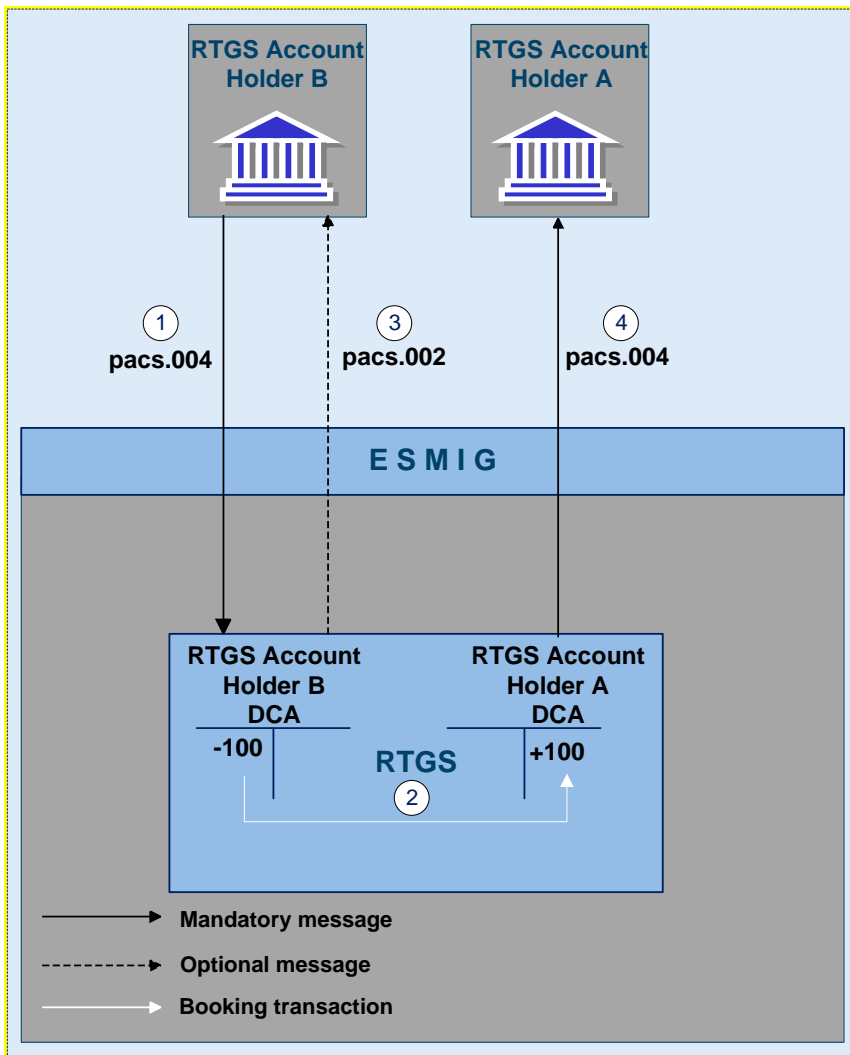 RTGS Account
Holder B
RTGS Account
Holder A
1
pacs.004
3
pacs.002
4
pacs.004
E S M I G
RTGS Account
Holder B
DCA
RTGS Account
Holder A
DCA
-100
+100
RTGS
2
Mandatory message
Optional message
Booking transaction